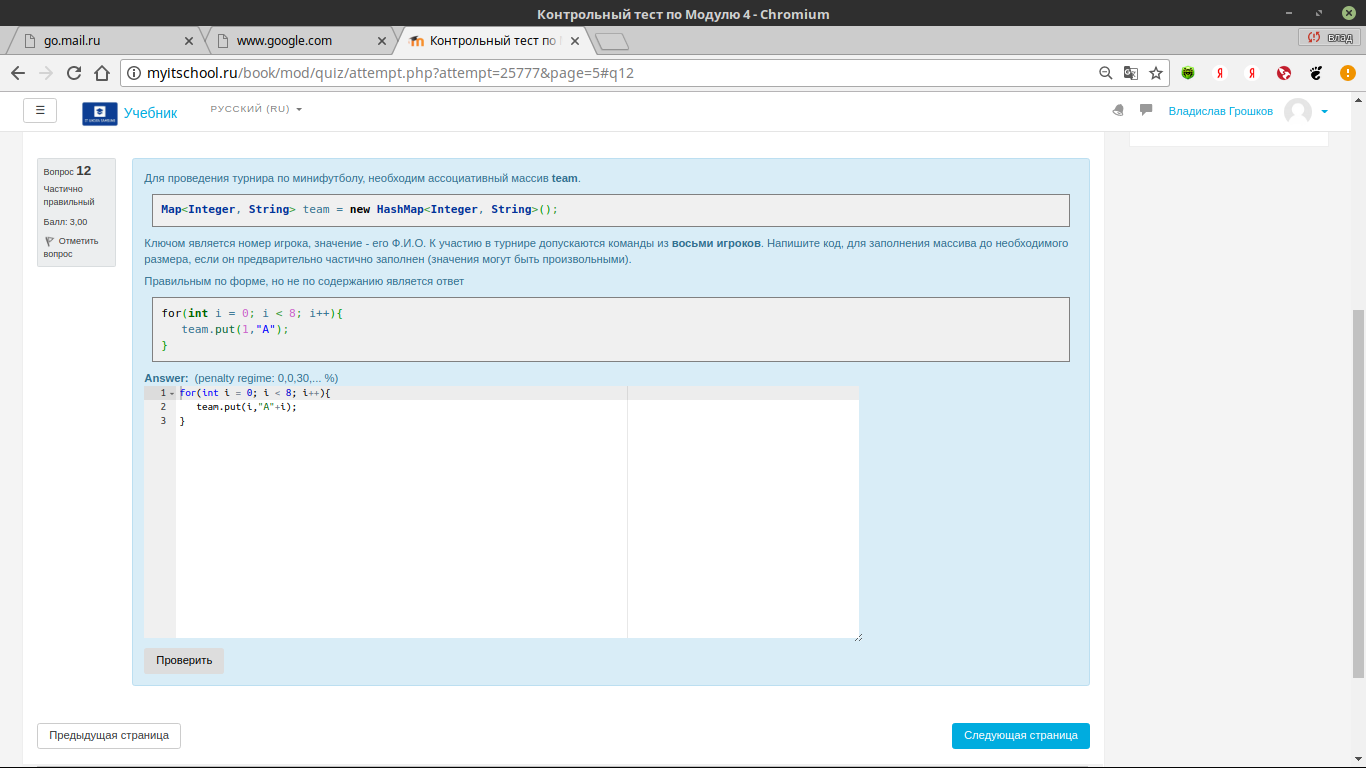 Контрольный тест по Модулю 4 - Chromium
go.mail.ru
www.google.com
Контрольный тест по
влад
myitschool.ru/book/mod/quiz/attempt.php?attempt=25777&page=5#q12
Учебник
РУССКИЙ (RU)
Владислав Грошков
Вопрос 12
Частично
правильный
Балл: 3,00
Отметить
вопрос
Для проведения турнира по минифутболу, необходим ассоциативный массив team.
Map<Integer, String> team = new HashMap<Integer, String>();
Ключом является номер игрока, значение - его Ф.И.О. К участию в турнире допускаются команды из восьми игроков. Напишите код, для заполнения массива до необходимого
размера, если он предварительно частично заполнен (значения могут быть произвольными).
Правильным по форме, но не по содержанию является ответ
for(int i = 0; i < 8; i++){
team.put(1,"A");
}
Answer: (penalty regime: 0,0,30,... %)
1 for(int i = 0; i < 8; i++){
2 team.put(i,"A"+i);
3 }
Проверить
Предыдущая страница
Следующая страница